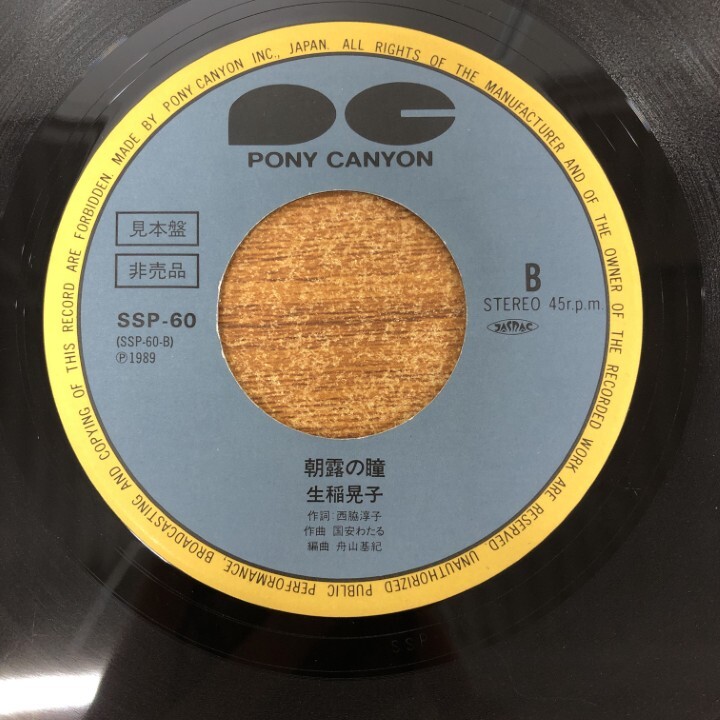 MADE BY PONY CANYON INC., JAPAN. ALL RIGHTS OF THE MANUFACTURER AND OF THE OWNER OF THE RECORDED WORK ARE RESERVED. UNAUTHORIZED PUBLIC PERFORMANCE, BROADCASTING AND COPYING OF THIS RECORD ARE FORBIDDEN.
PC
PONY CANYON
見本盤
非売品
B
STEREO 45r.p.m.
JASRAC
SSP-60
(SSP-60-B)
Ⓟ1989
朝露の瞳
生稲晃子
作詞:西脇淳子
作曲 国安わたる
編曲 舟山基紀